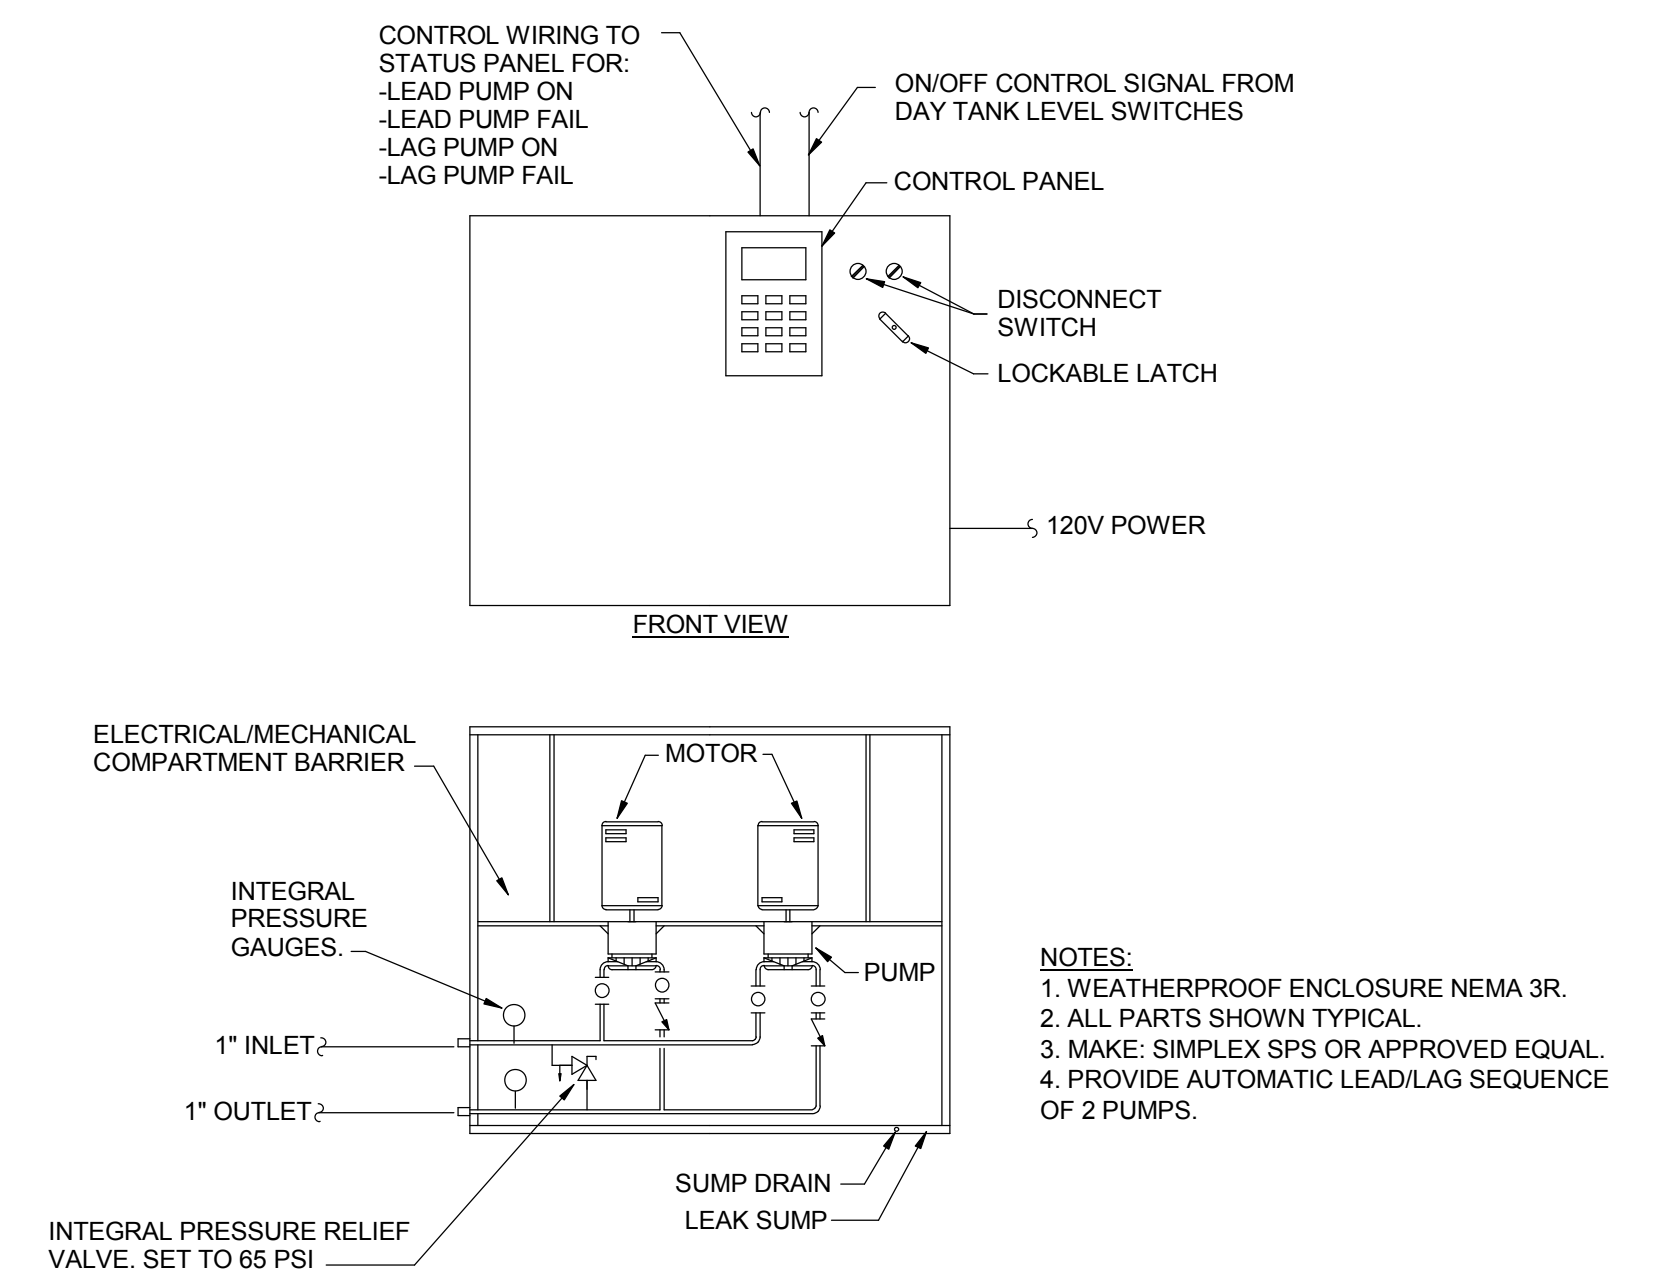 CONTROL WIRING TO
STATUS PANEL FOR:
-LEAD PUMP ON
-LEAD PUMP FAIL
-LAG PUMP ON
-LAG PUMP FAIL
ON/OFF CONTROL SIGNAL FROM
DAY TANK LEVEL SWITCHES
CONTROL PANEL
DISCONNECT
SWITCH
LOCKABLE LATCH
120V POWER
FRONT VIEW
ELECTRICAL/MECHANICAL
COMPARTMENT BARRIER
MOTOR
INTEGRAL
PRESSURE
GAUGES.
PUMP
1" INLET
1" OUTLET
SUMP DRAIN
LEAK SUMP
INTEGRAL PRESSURE RELIEF
VALVE. SET TO 65 PSI
NOTES:
1. WEATHERPROOF ENCLOSURE NEMA 3R.
2. ALL PARTS SHOWN TYPICAL.
3. MAKE: SIMPLEX SPS OR APPROVED EQUAL.
4. PROVIDE AUTOMATIC LEAD/LAG SEQUENCE
OF 2 PUMPS.